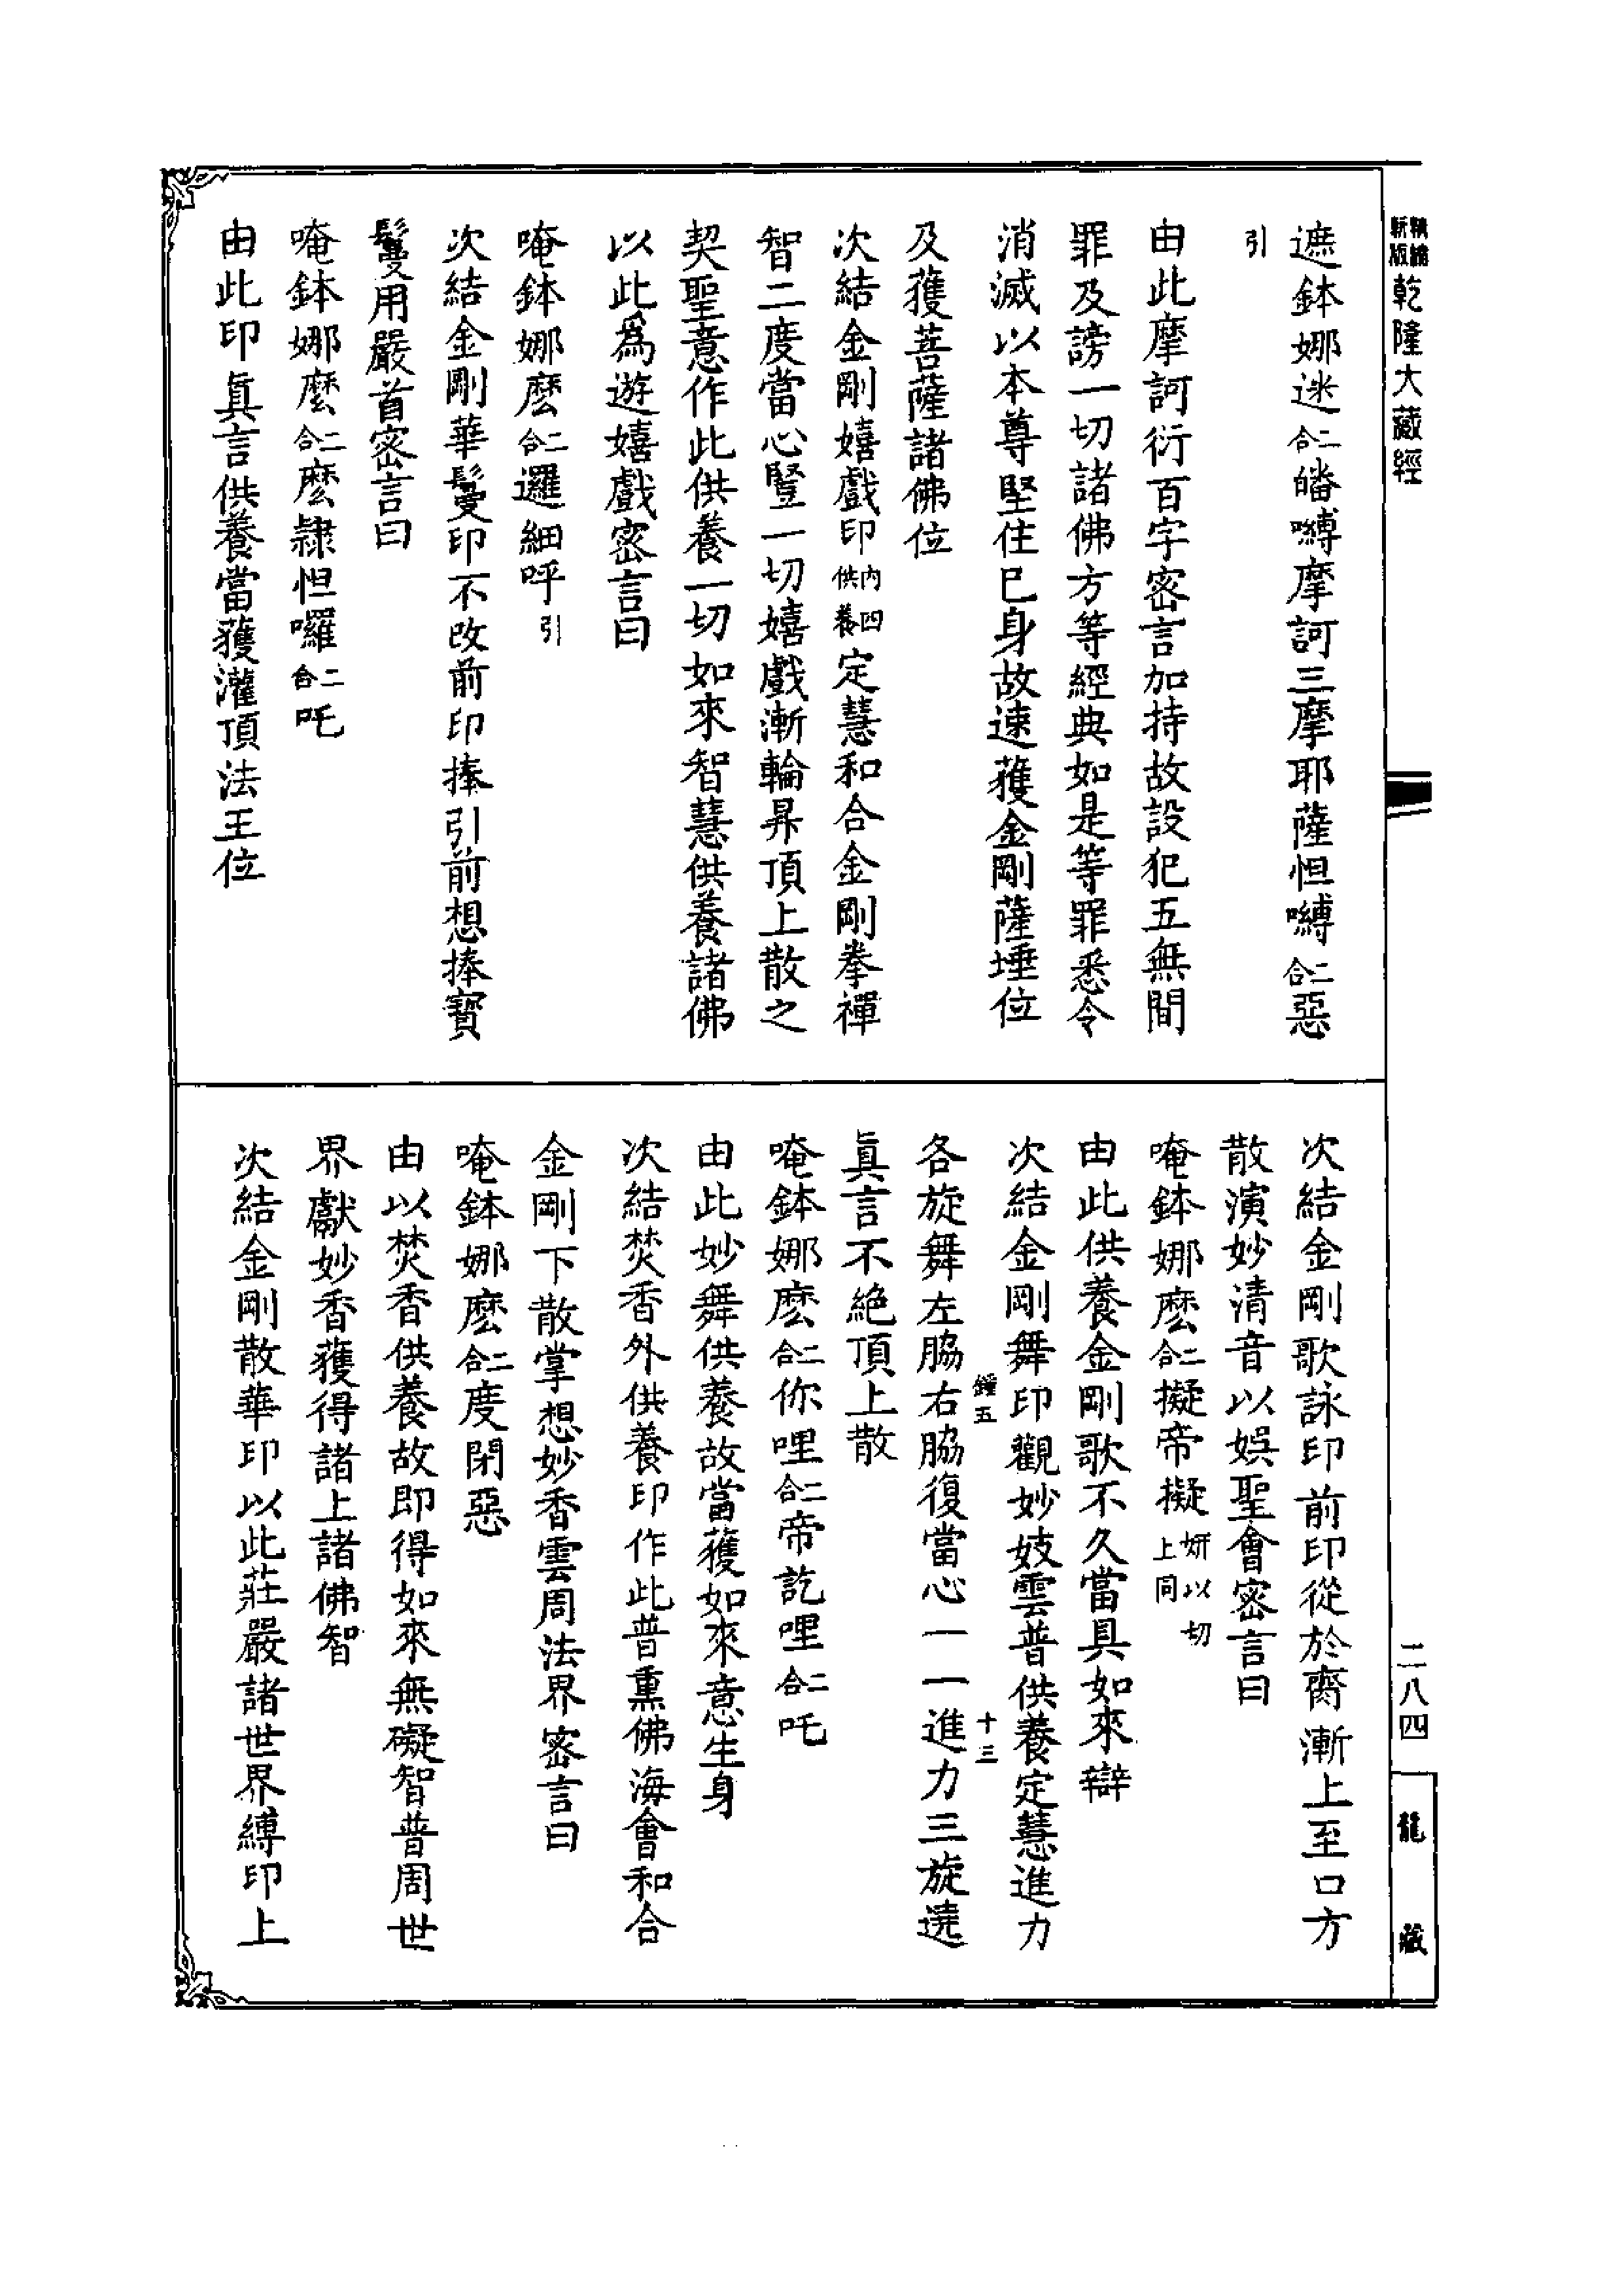 精縮新版 乾隆大藏經
遮鉢娜迷二合皤嚩摩訶三摩耶薩怛嚩二合惡
引
由此摩訶衍百字密言加持故設犯五無間
罪及謗一切諸佛方等經典如是等罪悉令
消滅以本尊堅住已身故速獲金剛薩埵位
及獲菩薩諸佛位
次結金剛嬉戲印內四供養定慧和合金剛拳禪
智二度當心豎一切嬉戲漸輪昇頂上散之
契聖意作此供養一切如來智慧供養諸佛
以此爲遊嬉戲密言曰
唵鉢娜麽二合邏細呼引
次結金剛華鬘印不改前印捧引前想捧寶
鬘用嚴首密言曰
唵鉢娜麽二合麽隸怛囉二合吒
由此印眞言供養當獲灌頂法王位
次結金剛歌詠印前印從於齎漸上至口方
散演妙清音以娛聖會密言曰
唵鉢娜麽二合擬帝擬妍以切上同
由此供養金剛歌不久當具如來辯
次結金剛舞印觀妙妓雲普供養定慧進力
鍾五 十三
各旋舞左脇右脇復當心一一進力三旋遶
眞言不絶頂上散
唵鉢娜麽二合你哩二合帝訖哩二合吒
由此妙舞供養故當獲如來意生身
次結焚香外供養印作此普熏佛海會和合
金剛下散掌想妙香雲周法界密言曰
唵鉢娜麽二合度閉惡
由以焚香供養故即得如來無礙智普周世
界獻妙香獲得諸上諸佛智
次結金剛散華印以此莊嚴諸世界縛印上
二八四
龍藏